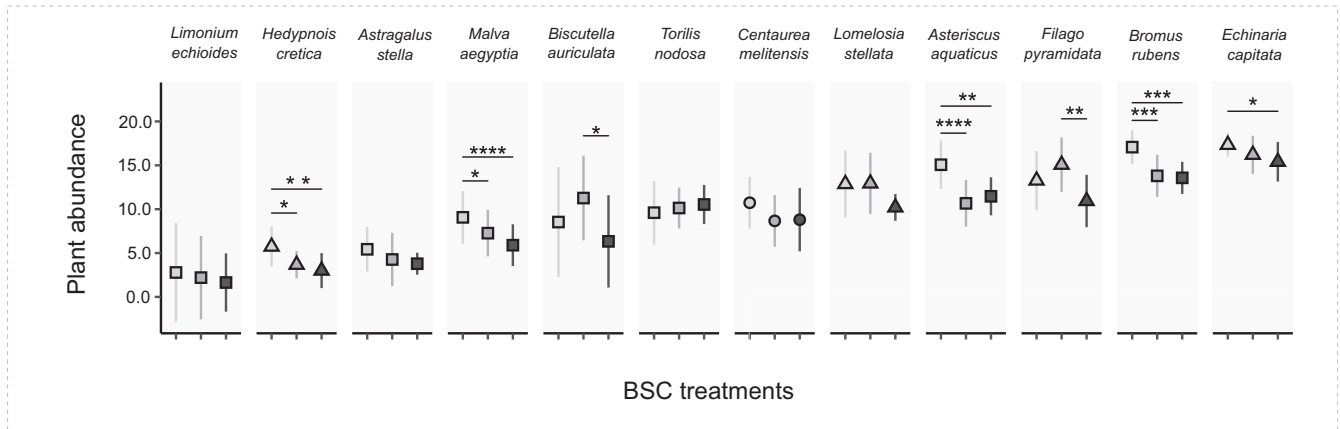 Limonium echioides
Hedypnois cretica
Astragalus stella
Malva aegyptia
Biscutella auriculata
Torilis nodosa
Centaurea melitensis
Lomelosia stellata
Asteriscus aquaticus
Filago pyramidata
Bromus rubens
Echinaria capitata
Plant abundance
20.0
15.0
10.0
5.0
0.0
* *
*
****
*
*
**
****
**
***
***
*
BSC treatments